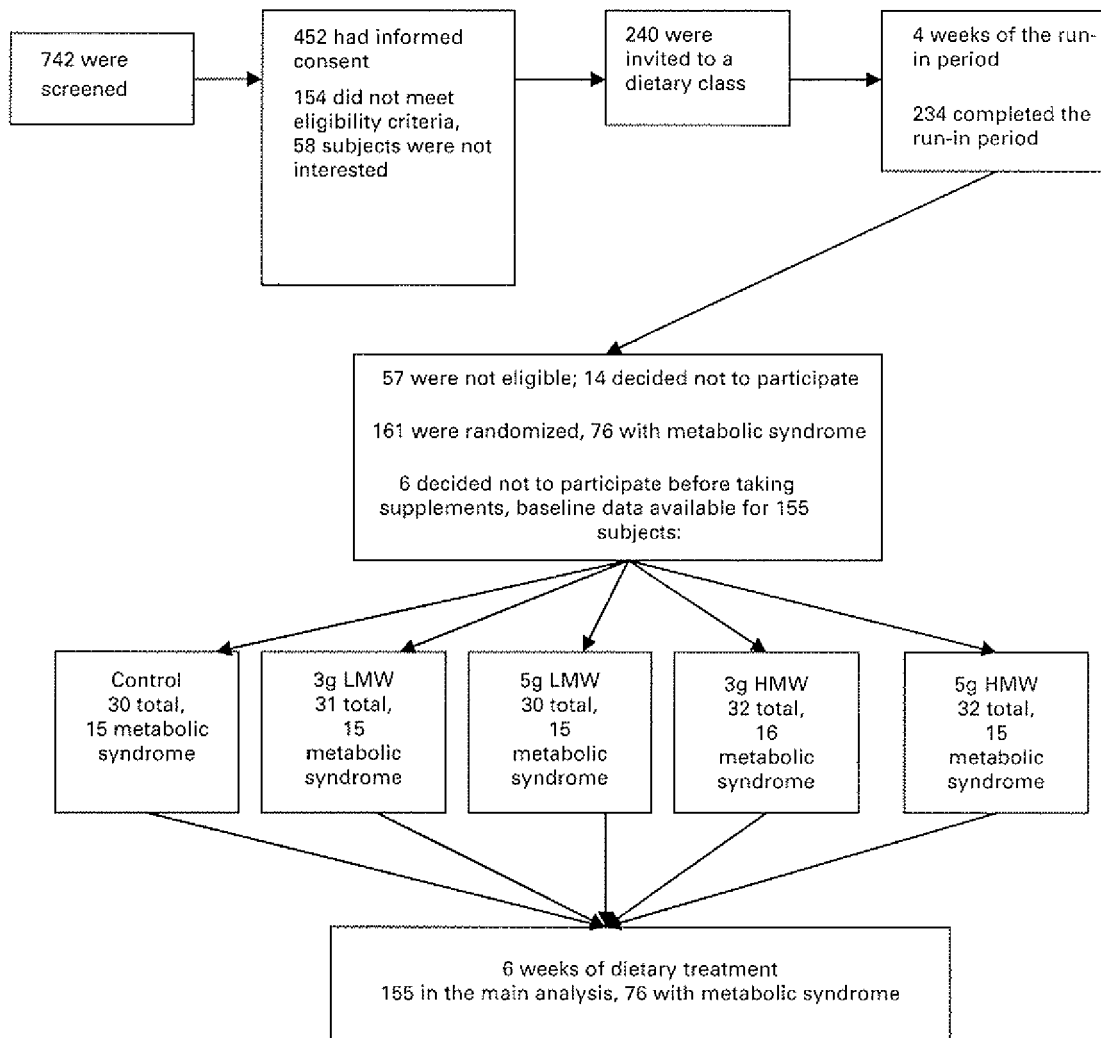 742 were
screened
452 had informed
consent
154 did not meet
eligibility criteria,
58 subjects were not
interested
240 were
invited to a
dietary class
4 weeks of the run-
in period
234 completed the
run-in period
57 were not eligible; 14 decided not to participate
161 were randomized, 76 with metabolic syndrome
6 decided not to participate before taking
supplements, baseline data available for 155
subjects:
Control
30 total,
15 metabolic
syndrome
3g LMW
31 total,
15
metabolic
syndrome
5g LMW
30 total,
15
metabolic
syndrome
3g HMW
32 total,
16
metabolic
syndrome
5g HMW
32 total,
15
metabolic
syndrome
6 weeks of dietary treatment
155 in the main analysis, 76 with metabolic syndrome